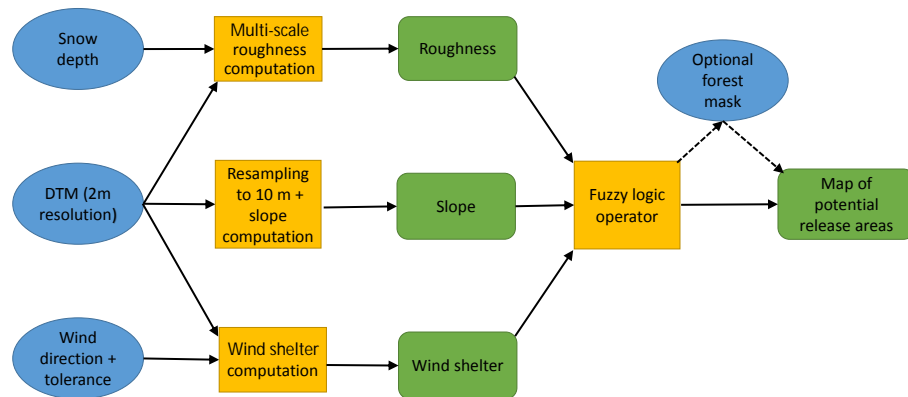 Snow
depth
Multi-scale
roughness
computation
Roughness
Optional
forest
mask
DTM (2m
resolution)
Resampling
to 10 m +
slope
computation
Slope
Fuzzy logic
operator
Map of
potential
release areas
Wind
direction +
tolerance
Wind shelter
computation
Wind shelter